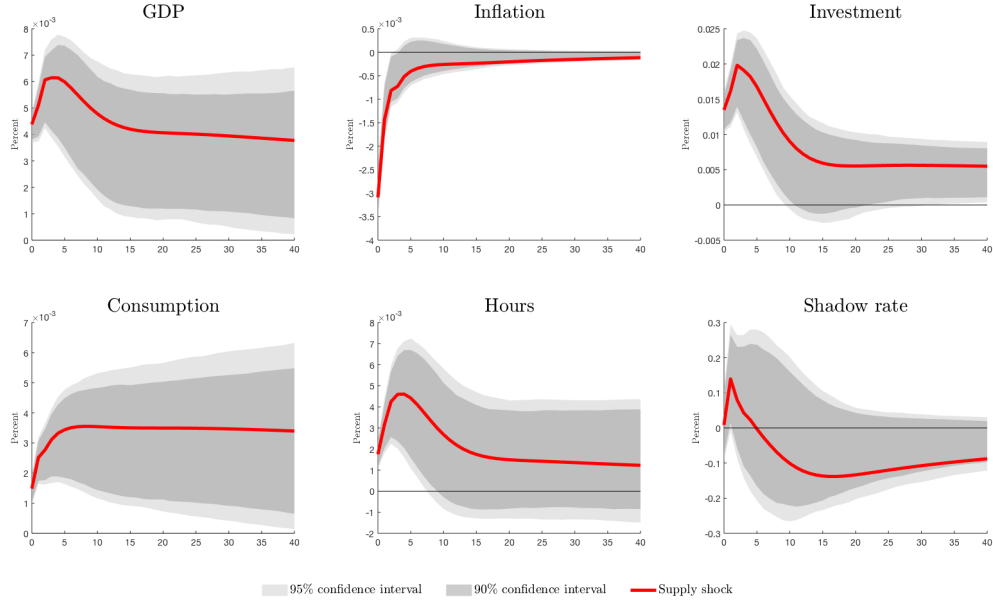 GDP
×10⁻³
8
7
6
5
4
3
2
1
0
Percent
0 5 10 15 20 25 30 35 40
Inflation
×10⁻³
0.5
0
-0.5
-1
-1.5
-2
-2.5
-3
-3.5
-4
Percent
0 5 10 15 20 25 30 35 40
Investment
0.025
0.02
0.015
0.01
0.005
0
-0.005
Percent
0 5 10 15 20 25 30 35 40
Consumption
×10⁻³
7
6
5
4
3
2
1
0
Percent
0 5 10 15 20 25 30 35 40
Hours
×10⁻³
8
7
6
5
4
3
2
1
0
-1
-2
Percent
0 5 10 15 20 25 30 35 40
Shadow rate
0.3
0.2
0.1
0
-0.1
-0.2
-0.3
Percent
0 5 10 15 20 25 30 35 40
95% confidence interval 90% confidence interval Supply shock